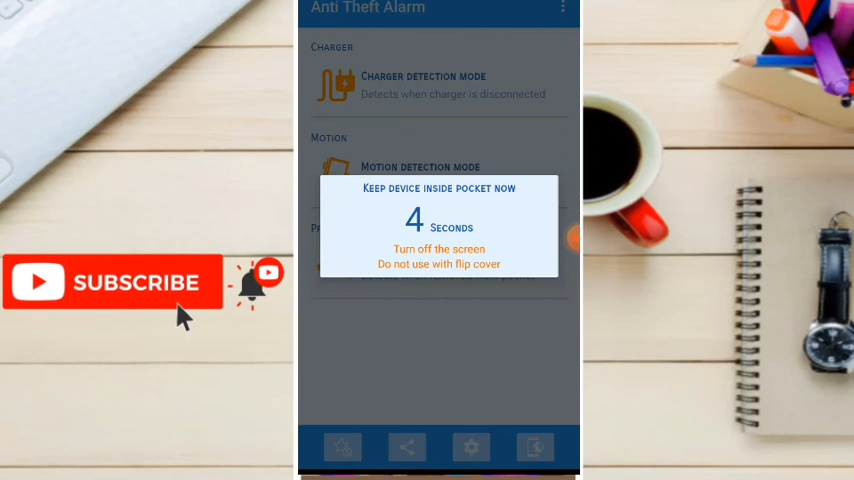 Anti Theft Alarm
CHARGER
CHARGER DETECTION MODE
Detects when charger is disconnected
MOTION
MOTION DETECTION MODE
KEEP DEVICE INSIDE POCKET NOW
4 SECONDS
Turn off the screen
Do not use with flip cover
SUBSCRIBE